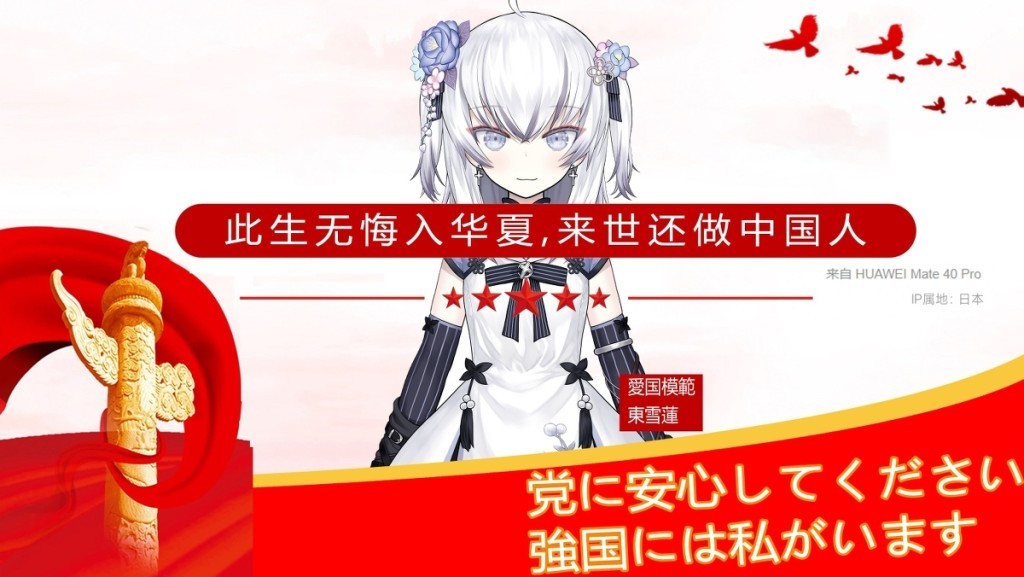 此生无悔入华夏,来世还做中国人
来自 HUAWEI Mate 40 Pro
IP属地: 日本
愛国模範
東雪蓮
党に安心してください
強国には私がいます